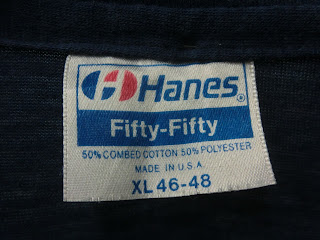 Hanes®
Fifty-Fifty
50% COMBED COTTON 50% POLYESTER
MADE IN U.S.A.
XL 46-48